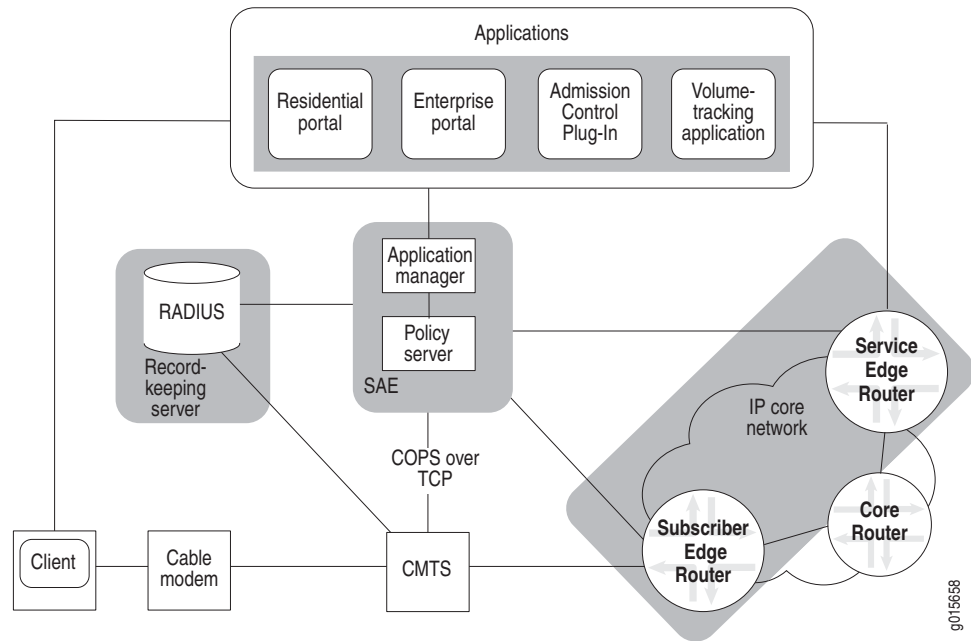 Applications
Residential
portal
Enterprise
portal
Admission
Control
Plug-In
Volume-
tracking
application
Application
manager
Policy
server
SAE
RADIUS
Record-
keeping
server
COPS over
TCP
IP core
network
Service
Edge
Router
Core
Router
Subscriber
Edge
Router
Client
Cable
modem
CMTS
g015658